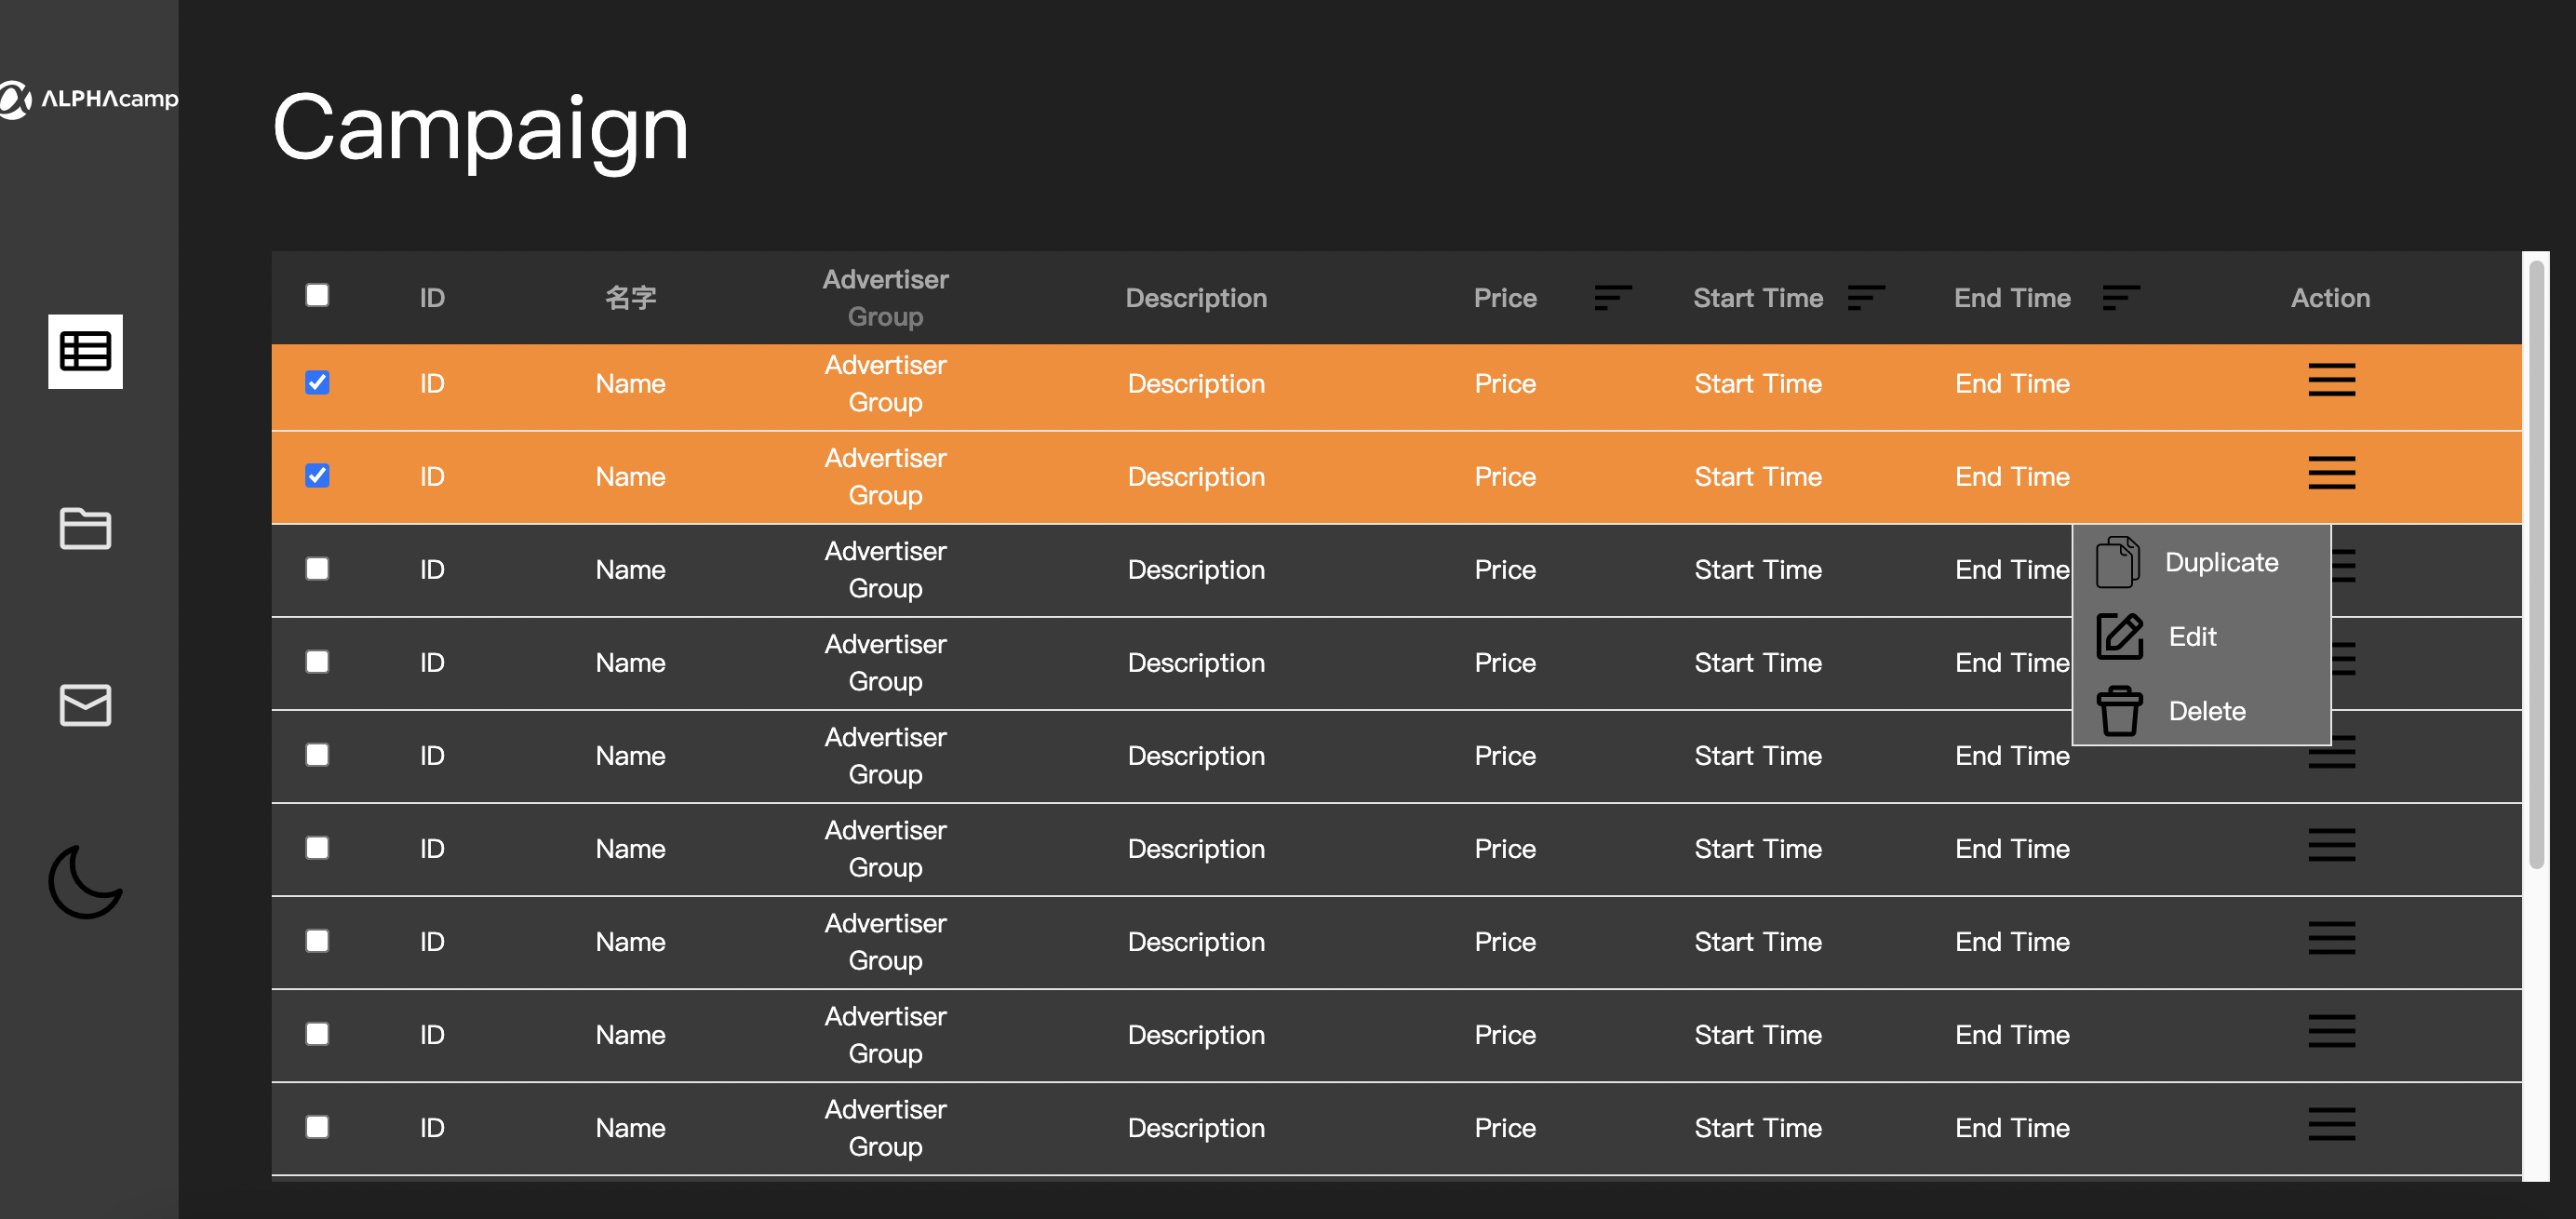 ALPHAcamp
Campaign
ID 名字 Advertiser Group Description Price Start Time End Time Action
ID Name Advertiser Group Description Price Start Time End Time
ID Name Advertiser Group Description Price Start Time End Time
ID Name Advertiser Group Description Price Start Time End Time
Duplicate
ID Name Advertiser Group Description Price Start Time End Time
Edit
Delete
ID Name Advertiser Group Description Price Start Time End Time
ID Name Advertiser Group Description Price Start Time End Time
ID Name Advertiser Group Description Price Start Time End Time
ID Name Advertiser Group Description Price Start Time End Time
ID Name Advertiser Group Description Price Start Time End Time